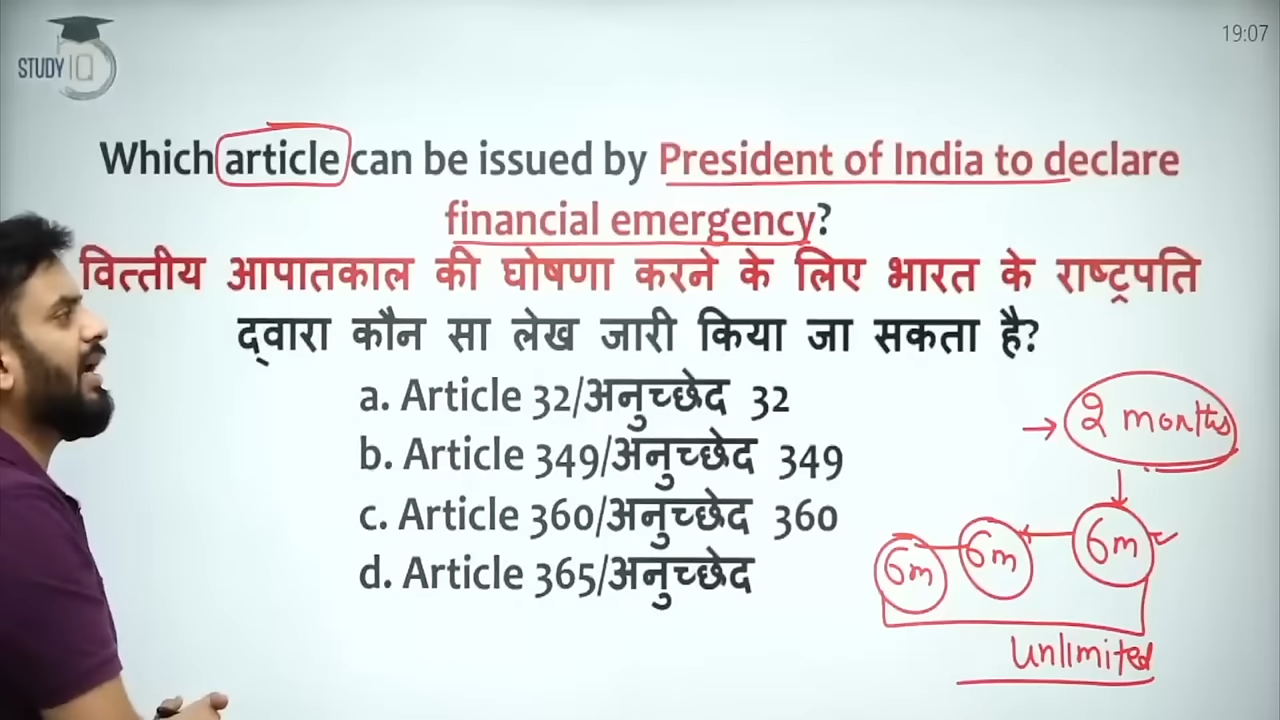 STUDY IQ
19:07
Which article can be issued by President of India to declare
financial emergency?
वित्तीय आपातकाल की घोषणा करने के लिए भारत के राष्ट्रपति
द्वारा कौन सा लेख जारी किया जा सकता है?
a. Article 32/अनुच्छेद 32
b. Article 349/अनुच्छेद 349
c. Article 360/अनुच्छेद 360
d. Article 365/अनुच्छेद
2 months
6m 6m 6m
Unlimited